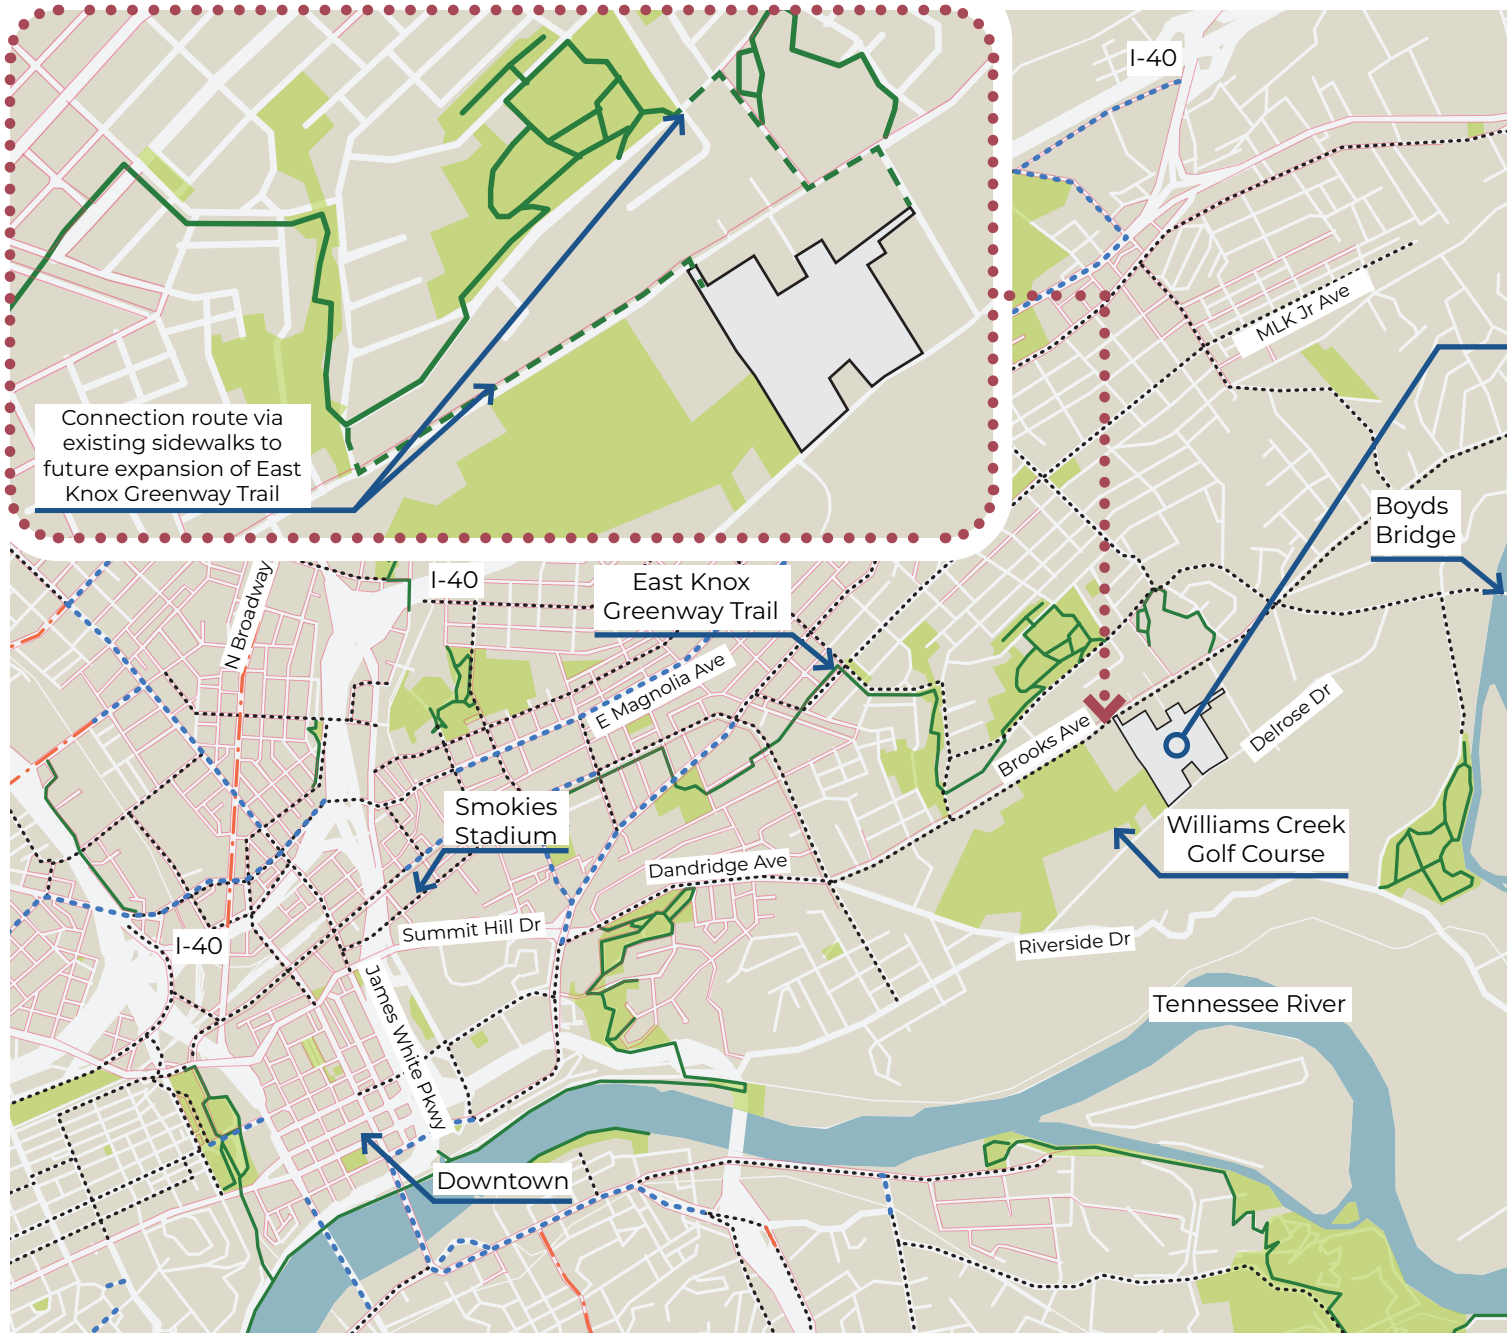 I-40
Connection route via
existing sidewalks to
future expansion of East
Knox Greenway Trail
MLK Jr Ave
Boyds
Bridge
N Broadway
I-40
East Knox
Greenway Trail
E Magnolia Ave
Brooks Ave
Delrose Dr
Smokies
Stadium
Williams Creek
Golf Course
Dandridge Ave
Summit Hill Dr
I-40
Riverside Dr
James White Pkwy
Tennessee River
Downtown